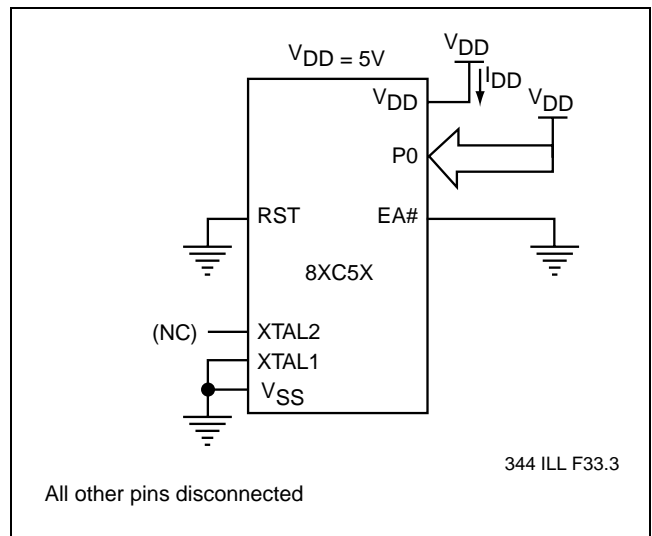 VDD = 5V
VDD
IDD
VDD
VDD
P0
RST
EA#
8XC5X
(NC)
XTAL2
XTAL1
VSS
344 ILL F33.3
All other pins disconnected